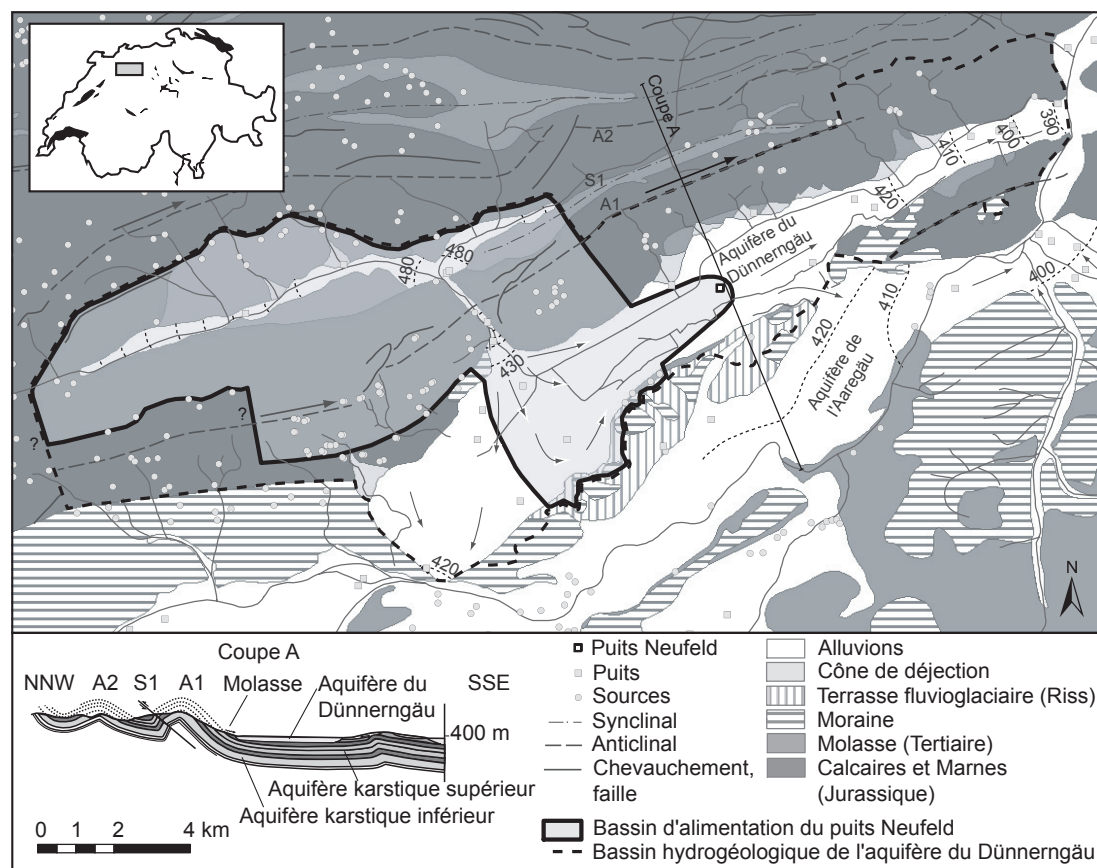 Coupe A
A2
S1
A1
480
480
430
420
?
?
Aquifère du
Dünnerngäu
410
400
390
420
420
410
400
Aquifère de
l'Aaregäu
N
Coupe A
NNW
A2
S1
A1
Molasse
Aquifère du
Dünnerngäu
SSE
400 m
Aquifère karstique supérieur
Aquifère karstique inférieur
0 1 2 4 km
Puits Neufeld
Puits
Sources
Synclinal
Anticlinal
Chevauchement,
faille
Alluvions
Cône de déjection
Terrasse fluvioglaciaire (Riss)
Moraine
Molasse (Tertiaire)
Calcaires et Marnes
(Jurassique)
Bassin d'alimentation du puits Neufeld
Bassin hydrogéologique de l'aquifère du Dünnerngäu